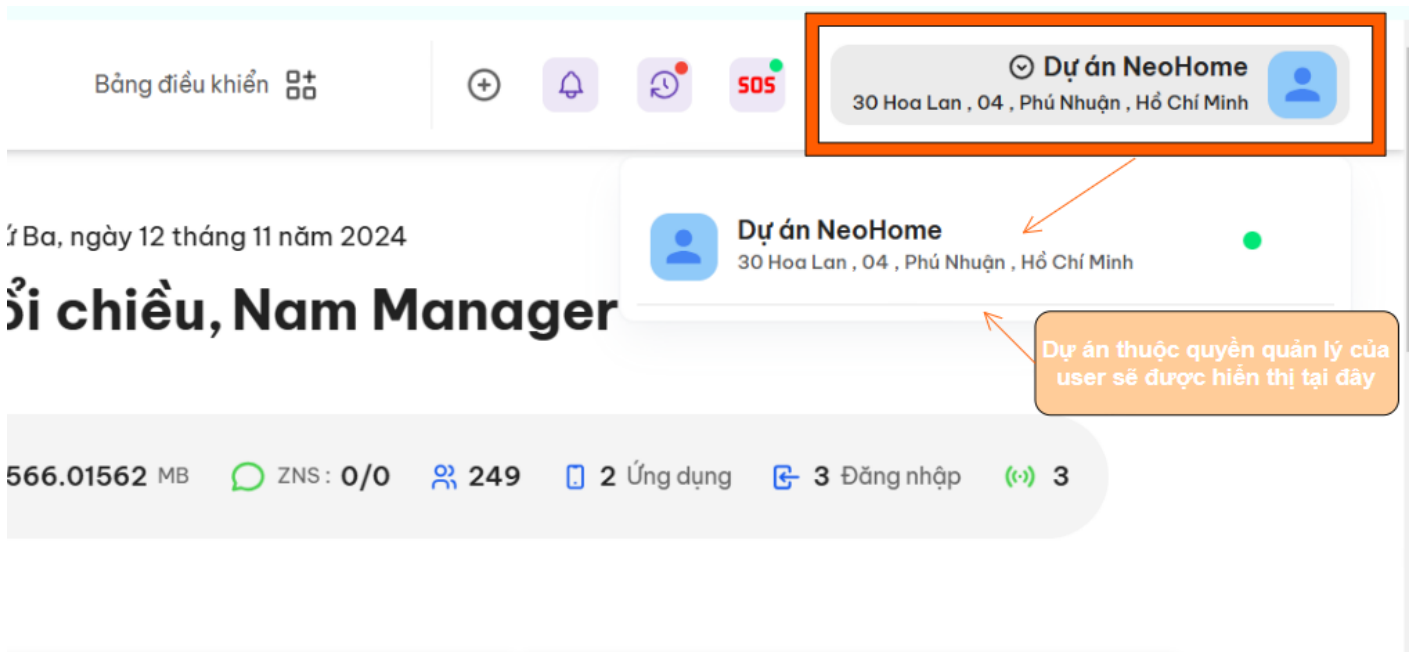 Bảng điều khiển
SOS
Dự án NeoHome
30 Hoa Lan , 04 , Phú Nhuận , Hồ Chí Minh
Ba, ngày 12 tháng 11 năm 2024
Dự án NeoHome
30 Hoa Lan , 04 , Phú Nhuận , Hồ Chí Minh
ổi chiều, Nam Manager
Dự án thuộc quyền quản lý của
user sẽ được hiển thị tại đây
566.01562 MB ZNS : 0/0 249 2 Ứng dụng 3 Đăng nhập 3